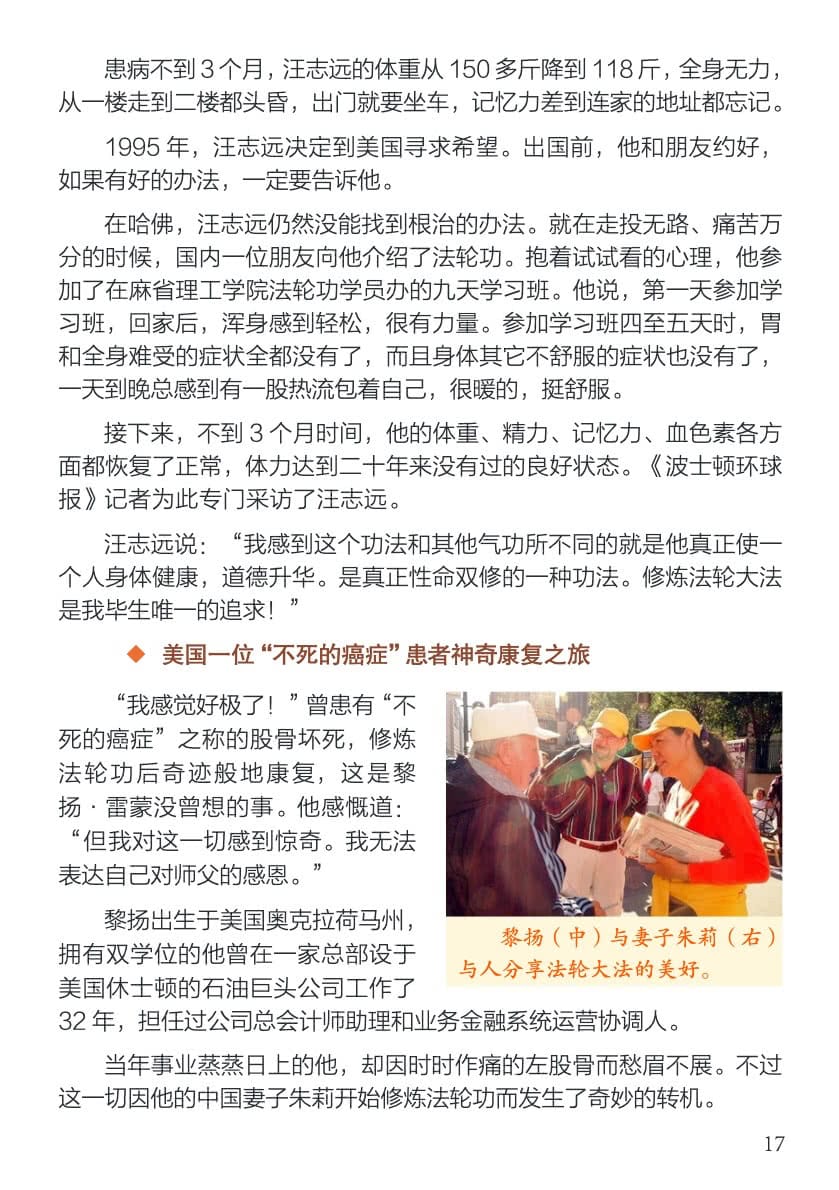 患病不到 3 个月，汪志远的体重从 150 多斤降到 118 斤，全身无力，
从一楼走到二楼都头昏，出门就要坐车，记忆力差到连家的地址都忘记。
1995 年，汪志远决定到美国寻求希望。出国前，他和朋友约好，
如果有好的办法，一定要告诉他。
在哈佛，汪志远仍然没能找到根治的办法。就在走投无路、痛苦万
分的时候，国内一位朋友向他介绍了法轮功。抱着试试看的心理，他参
加了在麻省理工学院法轮功学员办的九天学习班。他说，第一天参加学
习班，回家后，浑身感到轻松，很有力量。参加学习班四至五天时，胃
和全身难受的症状全都没有了，而且身体其它不舒服的症状也没有了，
一天到晚总感到有一股热流包着自己，很暖的，挺舒服。
接下来，不到 3 个月时间，他的体重、精力、记忆力、血色素各方
面都恢复了正常，体力达到二十年来没有过的良好状态。《波士顿环球
报》记者为此专门采访了汪志远。
汪志远说：“我感到这个功法和其他气功所不同的就是他真正使一
个人身体健康，道德升华。是真正性命双修的一种功法。修炼法轮大法
是我毕生唯一的追求！”
◆ 美国一位“不死的癌症”患者神奇康复之旅
“我感觉好极了！”曾患有“不
死的癌症”之称的股骨坏死，修炼
法轮功后奇迹般地康复，这是黎
扬·雷蒙没曾想的事。他感慨道：
“但我对这一切感到惊奇。我无法
表达自己对师父的感恩。”
黎扬出生于美国奥克拉荷马州，
拥有双学位的他曾在一家总部设于
美国休士顿的石油巨头公司工作了
32 年，担任过公司总会计师助理和业务金融系统运营协调人。
黎扬（中）与妻子朱莉（右）
与人分享法轮大法的美好。
当年事业蒸蒸日上的他，却因时时作痛的左股骨而愁眉不展。不过
这一切因他的中国妻子朱莉开始修炼法轮功而发生了奇妙的转机。
17